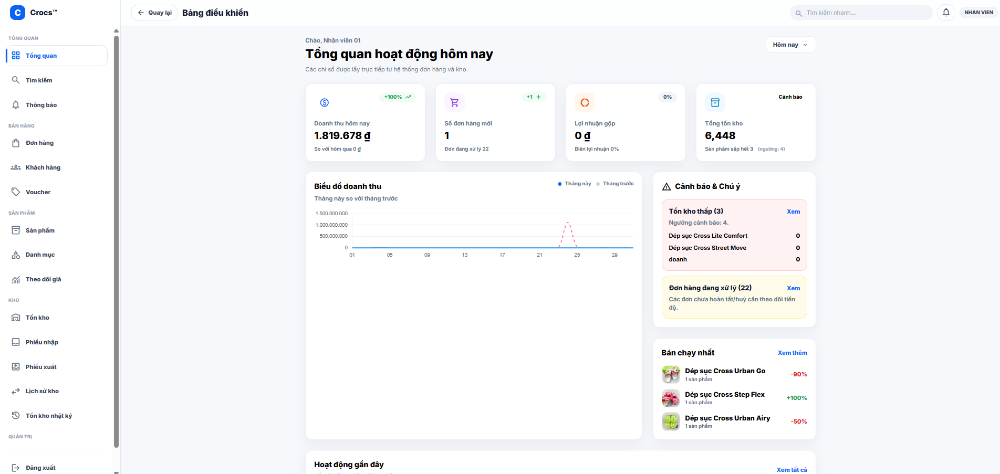 C Crocs™
Quay lại
Bảng điều khiển
Tìm kiếm nhanh...
NHAN VIEN
TỔNG QUAN
Tổng quan
Tìm kiếm
Thông báo
BÁN HÀNG
Đơn hàng
Khách hàng
Voucher
SẢN PHẨM
Sản phẩm
Danh mục
Theo dõi giá
KHO
Tồn kho
Phiếu nhập
Phiếu xuất
Lịch sử kho
Tồn kho nhật ký
QUẢN TRỊ
Đăng xuất
Chào, Nhân viên 01
Tổng quan hoạt động hôm nay
Các chỉ số được lấy trực tiếp từ hệ thống đơn hàng và kho.
Hôm nay
+100%
Doanh thu hôm nay
1.819.678 ₫
So với hôm qua 0 ₫
+1
Số đơn hàng mới
1
Đơn đang xử lý 22
0%
Lợi nhuận gộp
0 ₫
Biên lợi nhuận 0%
Cảnh báo
Tổng tồn kho
6,448
Sản phẩm sắp hết 3 (ngưỡng: 4)
Biểu đồ doanh thu
Tháng này so với tháng trước
Tháng này Tháng trước
1.500.000.000
1.000.000.000
500.000.000
0
01 05 09 13 17 21 25 29
Cảnh báo & Chú ý
Tồn kho thấp (3) Xem
Ngưỡng cảnh báo: 4.
Dép sục Cross Lite Comfort 0
Dép sục Cross Street Move 0
doanh 0
Đơn hàng đang xử lý (22) Xem
Các đơn chưa hoàn tất/huỷ cần theo dõi tiến
độ.
Bán chạy nhất Xem thêm
Dép sục Cross Urban Go
1 sản phẩm
-90%
Dép sục Cross Step Flex
1 sản phẩm
+100%
Dép sục Cross Urban Airy
1 sản phẩm
-50%
Hoạt động gần đây
Xem tất cả